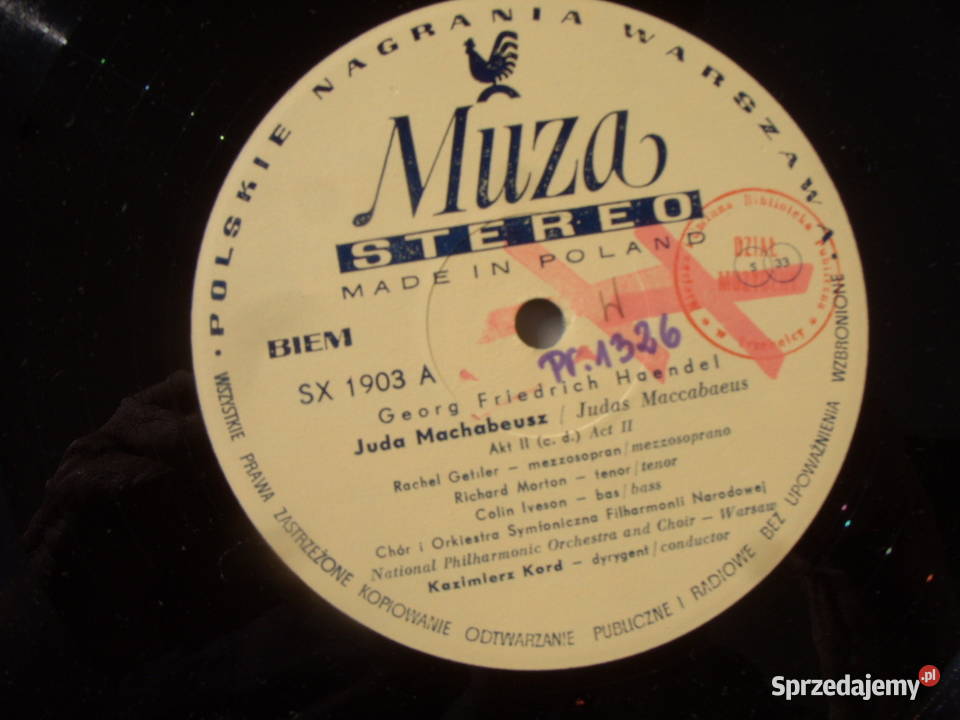 POLSKIE NAGRANIA WARSZAWA
Muza
STEREO
MADE IN POLAND
DZIAŁ
S 33
Biblioteka Publiczna
H
Pr. 1326
BIEM
SX 1903 A
Georg Friedrich Haendel
Juda Machabeusz / Judas Maccabaeus
Akt II (c. d.) Act II
Rachel Gettler – mezzosopran/mezzosoprano
Richard Morton – tenor/tenor
Colin Iveson – bas/bass
Chór i Orkiestra Symfoniczna Filharmonii Narodowej
National Philharmonic Orchestra and Choir – Warsaw
Kazimierz Kord – dyrygent/conductor
WSZYSTKIE PRAWA ZASTRZEŻONE KOPIOWANIE ODTWARZANIE PUBLICZNE I RADIOWE BEZ UPOWAŻNIENIA WZBRONIONE
Sprzedajemy.pl